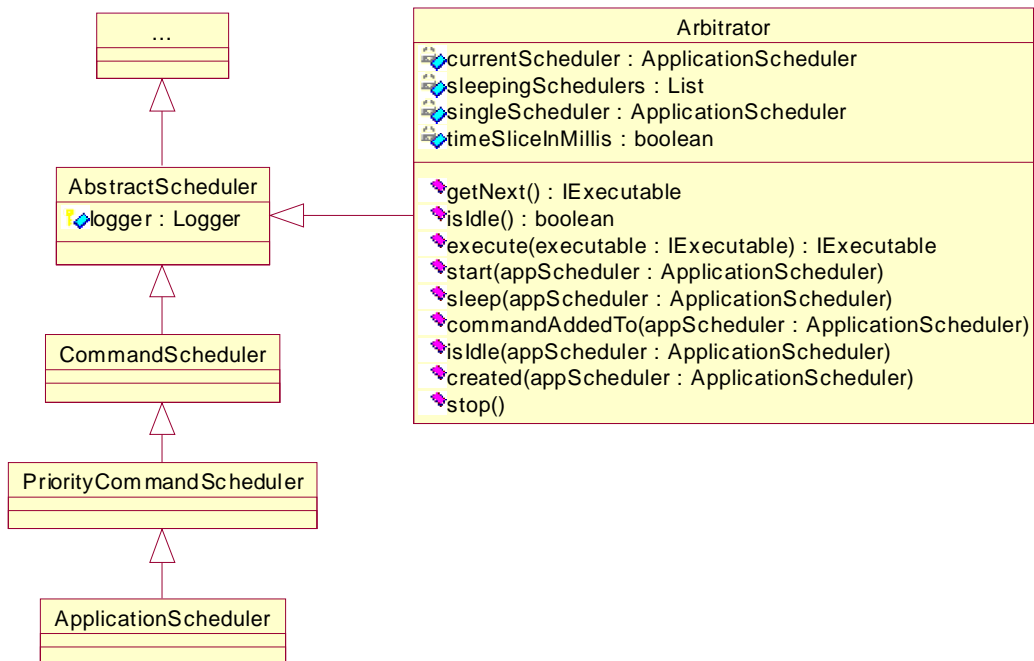 ...
AbstractScheduler
logger : Logger
CommandScheduler
PriorityCommandScheduler
ApplicationScheduler
Arbitrator
currentScheduler : ApplicationScheduler
sleepingSchedulers : List
singleScheduler : ApplicationScheduler
timeSliceInMillis : boolean
getNext() : IExecutable
isIdle() : boolean
execute(executable : IExecutable) : IExecutable
start(appScheduler : ApplicationScheduler)
sleep(appScheduler : ApplicationScheduler)
commandAddedTo(appScheduler : ApplicationScheduler)
isIdle(appScheduler : ApplicationScheduler)
created(appScheduler : ApplicationScheduler)
stop()